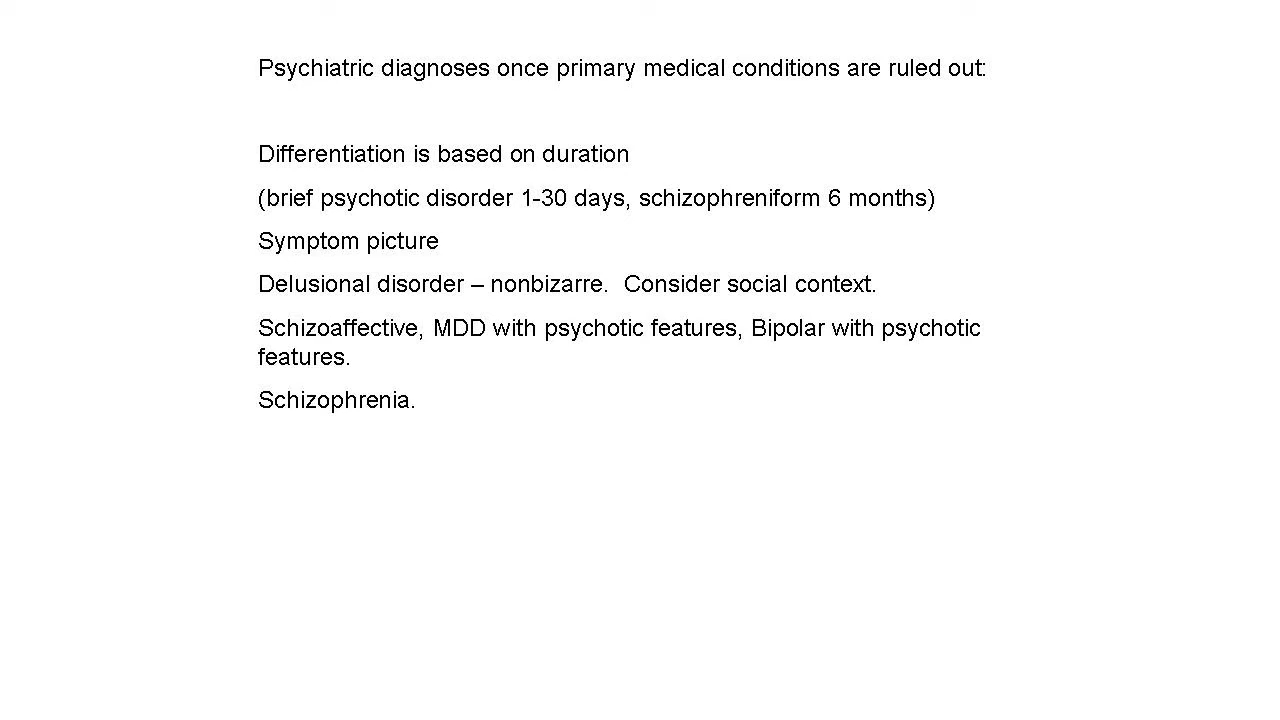 Psychiatric diagnoses once primary medical conditions are ruled out:
Differentiation is based on duration
(brief psychotic disorder 1-30 days, schizophreniform 6 months)
Symptom picture
Delusional disorder – nonbizarre.  Consider social context.
Schizoaffective, MDD with psychotic features, Bipolar with psychotic
features.
Schizophrenia.